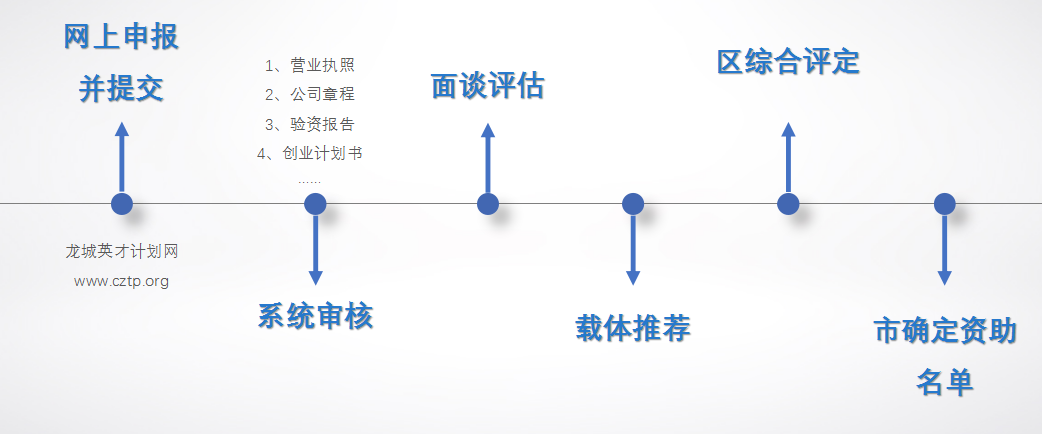 网上申报
并提交
龙城英才计划网
www.cztp.org
1、营业执照
2、公司章程
3、验资报告
4、创业计划书
......
系统审核
面谈评估
载体推荐
区综合评定
市确定资助
名单